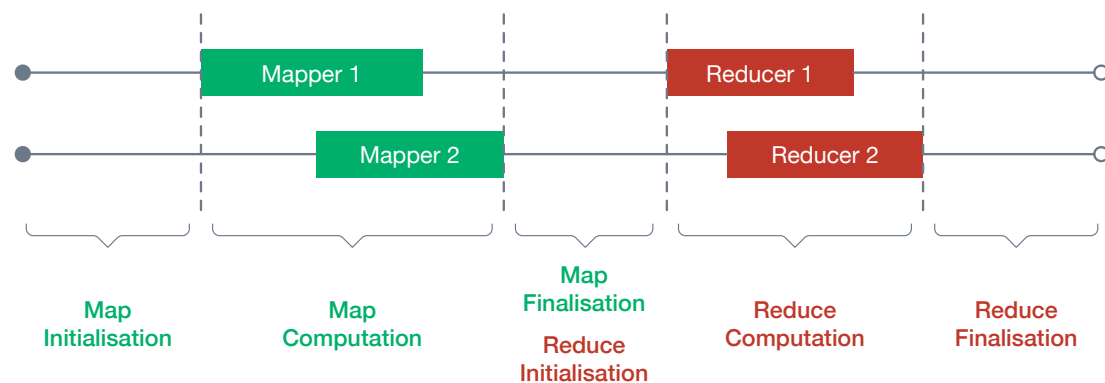 Mapper 1
Reducer 1
Mapper 2
Reducer 2
Map
Initialisation
Map
Computation
Map
Finalisation
Reduce
Initialisation
Reduce
Computation
Reduce
Finalisation